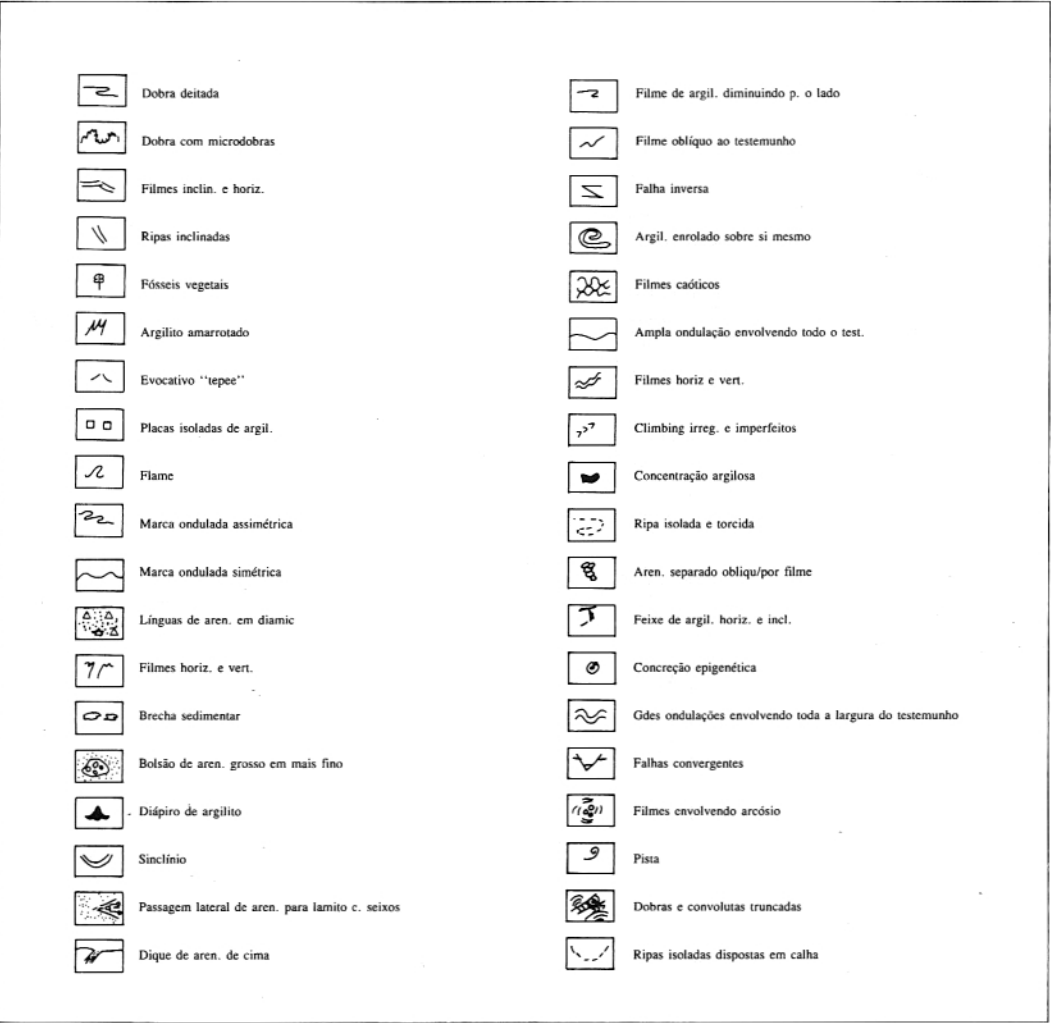 Dobra deitada
Dobra com microdobras
Filmes inclin. e horiz.
Ripas inclinadas
Fósseis vegetais
Argilito amarrotado
Evocativo "tepee"
Placas isoladas de argil.
Flame
Marca ondulada assimétrica
Marca ondulada simétrica
Línguas de aren. em diamic
Filmes horiz. e vert.
Brecha sedimentar
Bolsão de aren. grosso em mais fino
Diápiro de argilito
Sinclínio
Passagem lateral de aren. para lamito c. seixos
Dique de aren. de cima
Filme de argil. diminuindo p. o lado
Filme oblíquo ao testemunho
Falha inversa
Argil. enrolado sobre si mesmo
Filmes caóticos
Ampla ondulação envolvendo todo o test.
Filmes horiz e vert.
Climbing irreg. e imperfeitos
Concentração argilosa
Ripa isolada e torcida
Aren. separado obliqu/por filme
Feixe de argil. horiz. e incl.
Concreção epigenética
Gdes ondulações envolvendo toda a largura do testemunho
Falhas convergentes
Filmes envolvendo arcósio
Pista
Dobras e convolutas truncadas
Ripas isoladas dispostas em calha